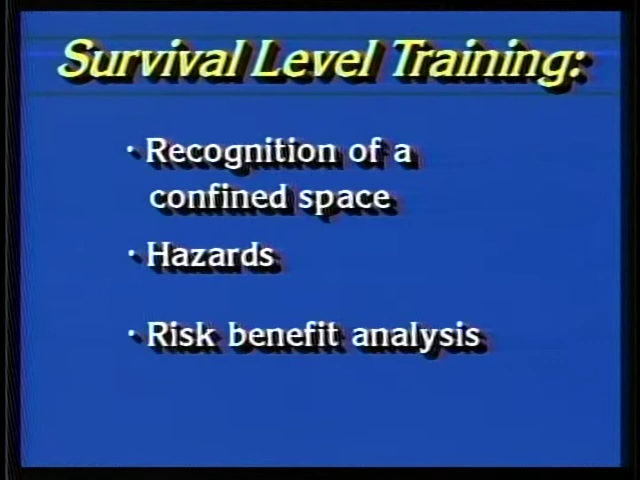 Survival Level Training:
· Recognition of a
confined space
· Hazards
· Risk benefit analysis